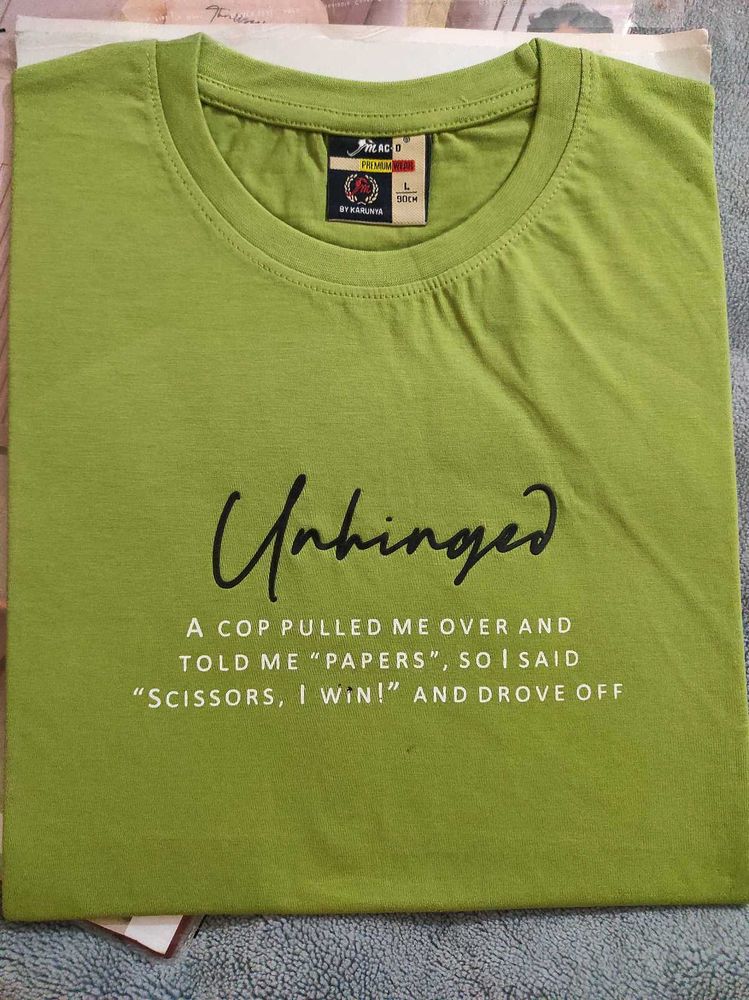 MAC-O ®
PREMIUM WEAR
L
90CM
BY KARUNYA
Unhinged
A COP PULLED ME OVER AND
TOLD ME “PAPERS”, SO I SAID
“SCISSORS, I WIN!” AND DROVE OFF